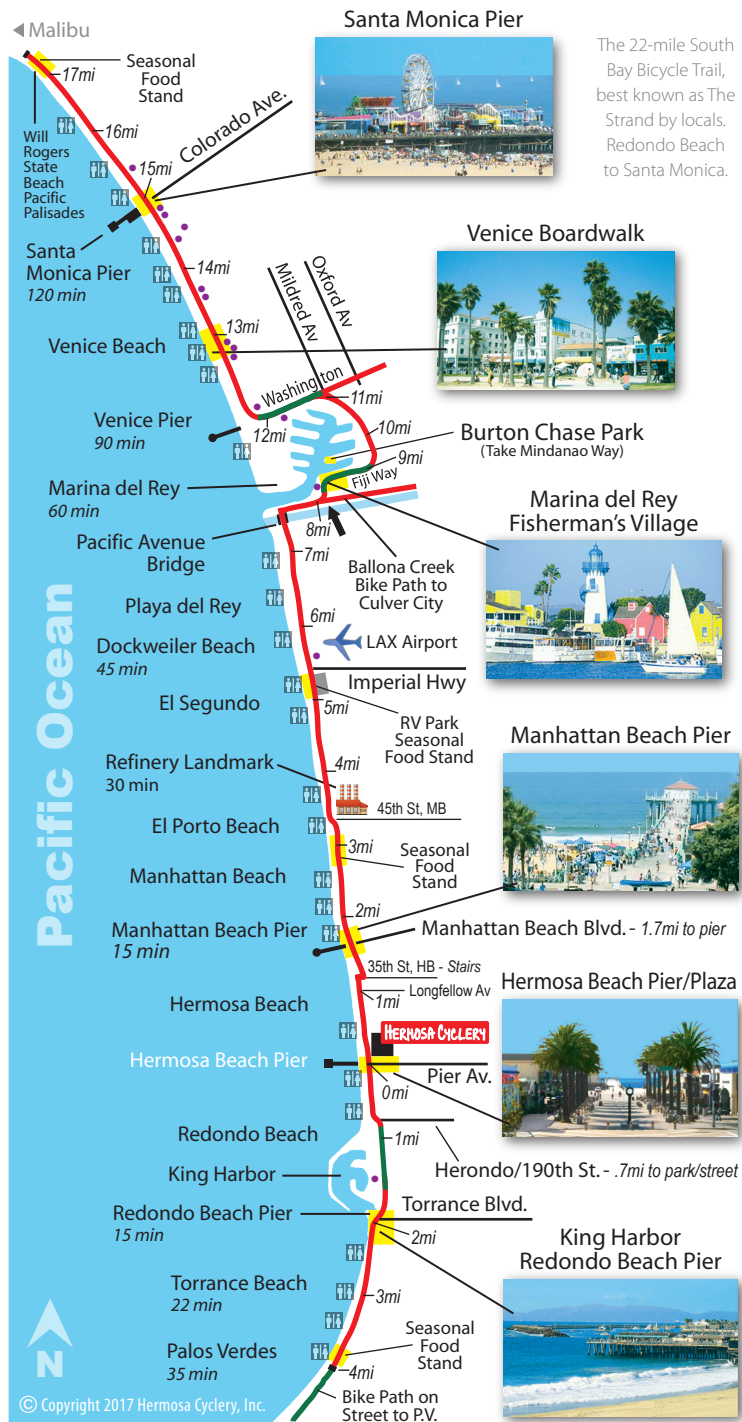 Malibu
Santa Monica Pier
The 22-mile South
Bay Bicycle Trail,
best known as The
Strand by locals.
Redondo Beach
to Santa Monica.
Seasonal
Food
Stand
17mi
Will
Rogers
State
Beach
Pacific
Palisades
16mi
Colorado Ave.
15mi
Santa
Monica Pier
120 min
14mi
Venice Boardwalk
Mildred Av
Oxford Av
13mi
Venice Beach
Washington
11mi
Venice Pier
90 min
12mi
10mi
Burton Chase Park
(Take Mindanao Way)
9mi
Fiji Way
Marina del Rey
60 min
Marina del Rey
Fisherman's Village
8mi
Pacific Avenue
Bridge
7mi
Ballona Creek
Bike Path to
Culver City
Playa del Rey
6mi
Dockweiler Beach
45 min
LAX Airport
Imperial Hwy
El Segundo
5mi
RV Park
Seasonal
Food Stand
Pacific Ocean
Manhattan Beach Pier
Refinery Landmark
30 min
4mi
45th St, MB
El Porto Beach
3mi
Seasonal
Food
Stand
Manhattan Beach
2mi
Manhattan Beach Pier
15 min
Manhattan Beach Blvd. - 1.7mi to pier
35th St, HB - Stairs
1mi
Longfellow Av
Hermosa Beach Pier/Plaza
Hermosa Beach
HERMOSA CYCLERY
Hermosa Beach Pier
Pier Av.
0mi
Redondo Beach
1mi
King Harbor
Herondo/190th St. - .7mi to park/street
Redondo Beach Pier
15 min
Torrance Blvd.
2mi
King Harbor
Redondo Beach Pier
Torrance Beach
22 min
3mi
N
Palos Verdes
35 min
Seasonal
Food
Stand
4mi
Bike Path on
Street to P.V.
© Copyright 2017 Hermosa Cyclery, Inc.